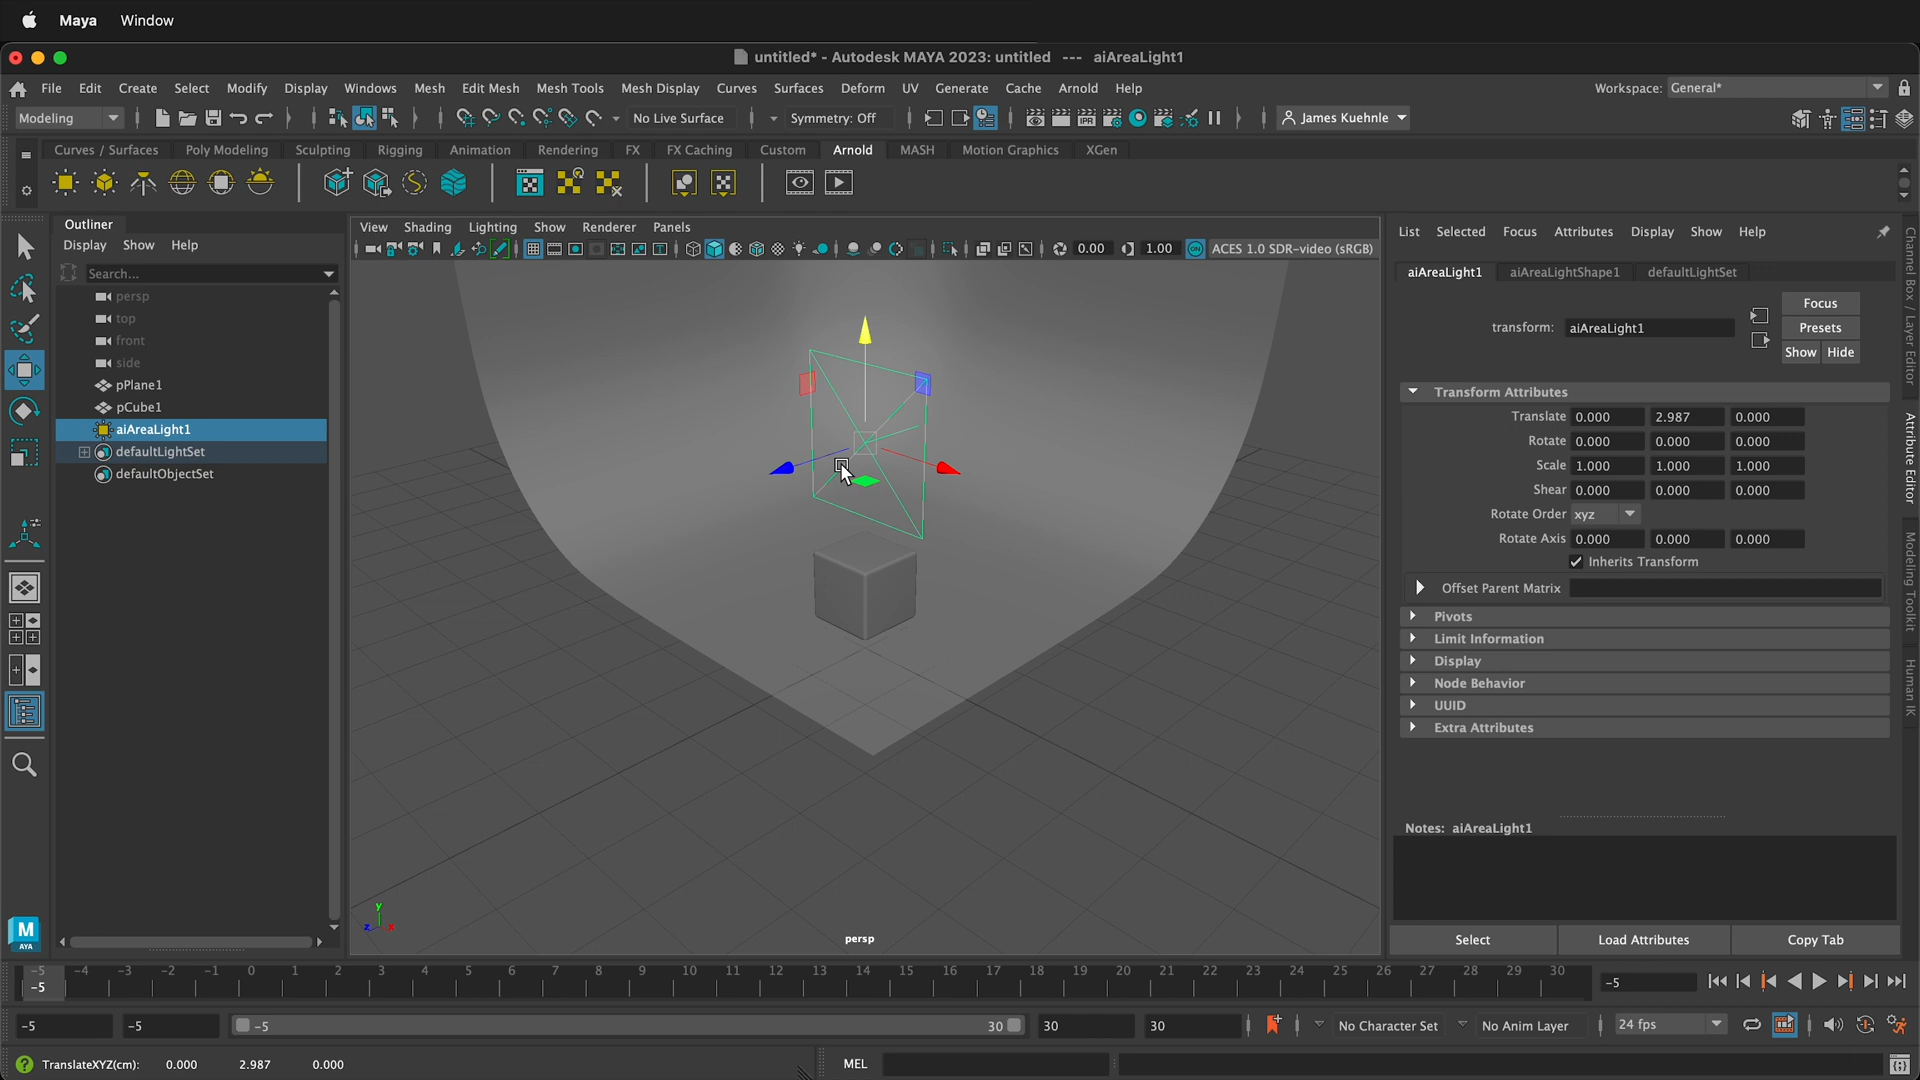 Maya Window
untitled* - Autodesk MAYA 2023: untitled --- aiAreaLight1
File Edit Create Select Modify Display Windows Mesh Edit Mesh Mesh Tools Mesh Display Curves Surfaces Deform UV Generate Cache Arnold Help Workspace: General*
Modeling No Live Surface Symmetry: Off IPR James Kuehnle
Curves / Surfaces Poly Modeling Sculpting Rigging Animation Rendering FX FX Caching Custom Arnold MASH Motion Graphics XGen
Outliner
Display Show Help
Search...
persp
top
front
side
pPlane1
pCube1
aiAreaLight1
defaultLightSet
defaultObjectSet
View Shading Lighting Show Renderer Panels
0.00 1.00 ON ACES 1.0 SDR-video (sRGB)
y
z x
persp
List Selected Focus Attributes Display Show Help
aiAreaLight1 aiAreaLightShape1 defaultLightSet
Focus
transform: aiAreaLight1 Presets
Show Hide
Transform Attributes
Translate 0.000 2.987 0.000
Rotate 0.000 0.000 0.000
Scale 1.000 1.000 1.000
Shear 0.000 0.000 0.000
Rotate Order xyz
Rotate Axis 0.000 0.000 0.000
Inherits Transform
Offset Parent Matrix
Pivots
Limit Information
Display
Node Behavior
UUID
Extra Attributes
Notes: aiAreaLight1
Select Load Attributes Copy Tab
Channel Box / Layer Editor
Attribute Editor
Modeling Toolkit
Human IK
M
AYA
-5 -4 -3 -2 -1 0 1 2 3 4 5 6 7 8 9 10 11 12 13 14 15 16 17 18 19 20 21 22 23 24 25 26 27 28 29 30
-5 -5
-5 -5 -5 30 30 30 No Character Set No Anim Layer 24 fps
TranslateXYZ(cm): 0.000 2.987 0.000 MEL